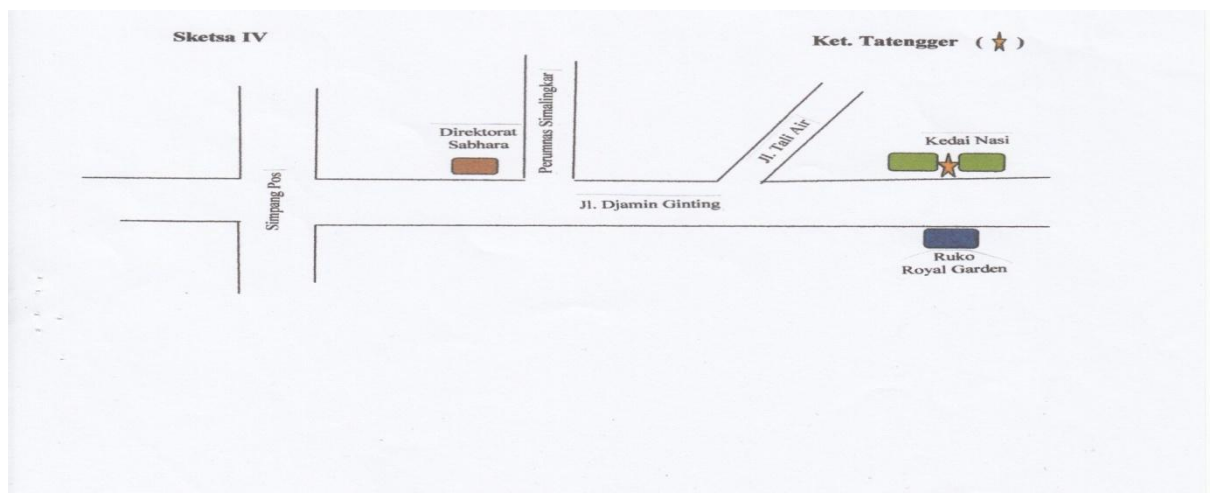 Sketsa IV
Ket. Tatengger ( )
Direktorat
Sabhara
Perumnas Simalingkar
Jl. Tali Air
Kedai Nasi
Simpang Pos
Jl. Djamin Ginting
Ruko
Royal Garden